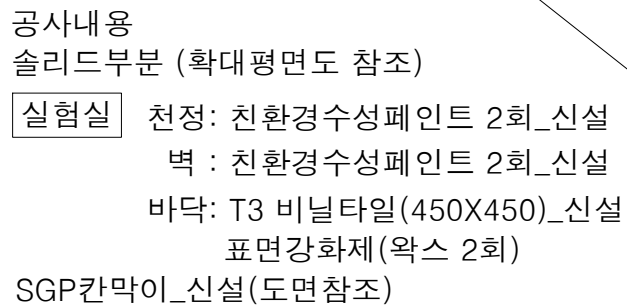 공사내용
솔리드부분 (확대평면도 참조)
실험실 천정: 친환경수성페인트 2회_신설
벽 : 친환경수성페인트 2회_신설
바닥: T3 비닐타일(450X450)_신설
표면강화제(왁스 2회)
SGP칸막이_신설(도면참조)